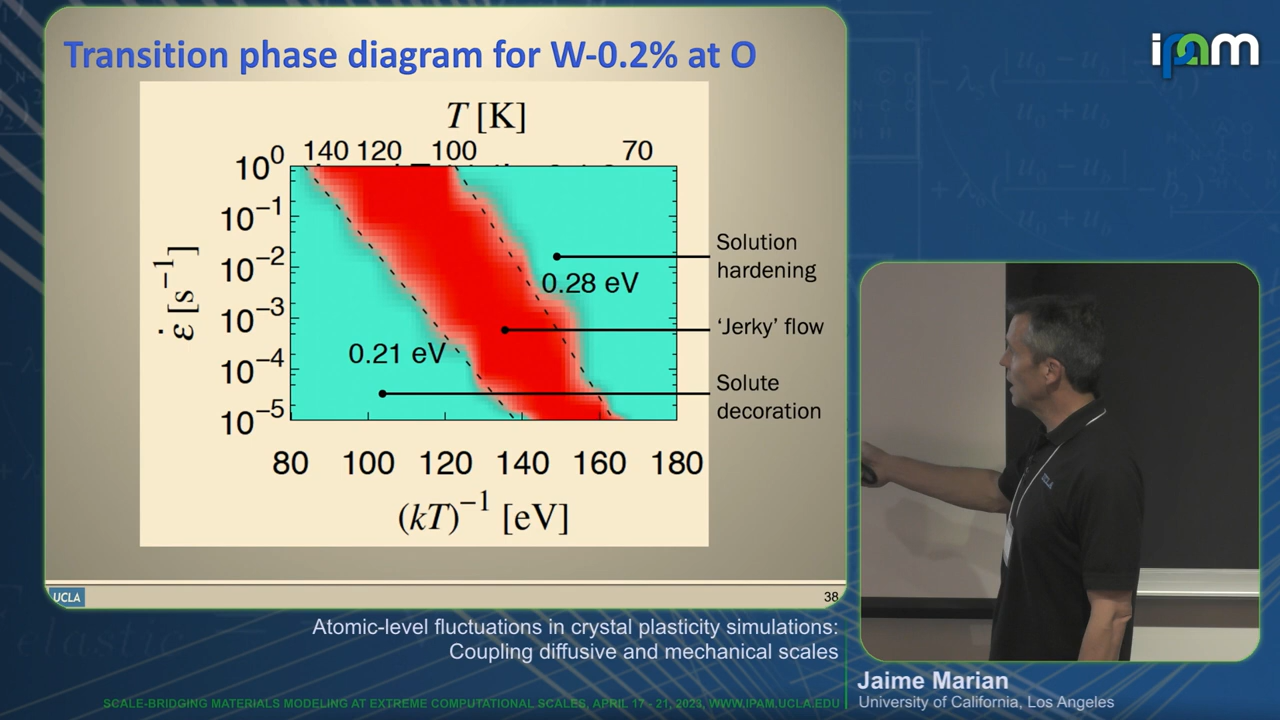 Transition phase diagram for W-0.2% at O
ipam
T [K]
140 120 100 70
10⁰
10⁻¹
10⁻²
10⁻³
10⁻⁴
10⁻⁵
ε̇ [s⁻¹]
0.28 eV
0.21 eV
Solution
hardening
‘Jerky’ flow
Solute
decoration
80 100 120 140 160 180
(kT)⁻¹ [eV]
UCLA
38
UCLA
Atomic-level fluctuations in crystal plasticity simulations:
Coupling diffusive and mechanical scales
Jaime Marian
University of California, Los Angeles
SCALE-BRIDGING MATERIALS MODELING AT EXTREME COMPUTATIONAL SCALES, APRIL 17 - 21, 2023, WWW.IPAM.UCLA.EDU